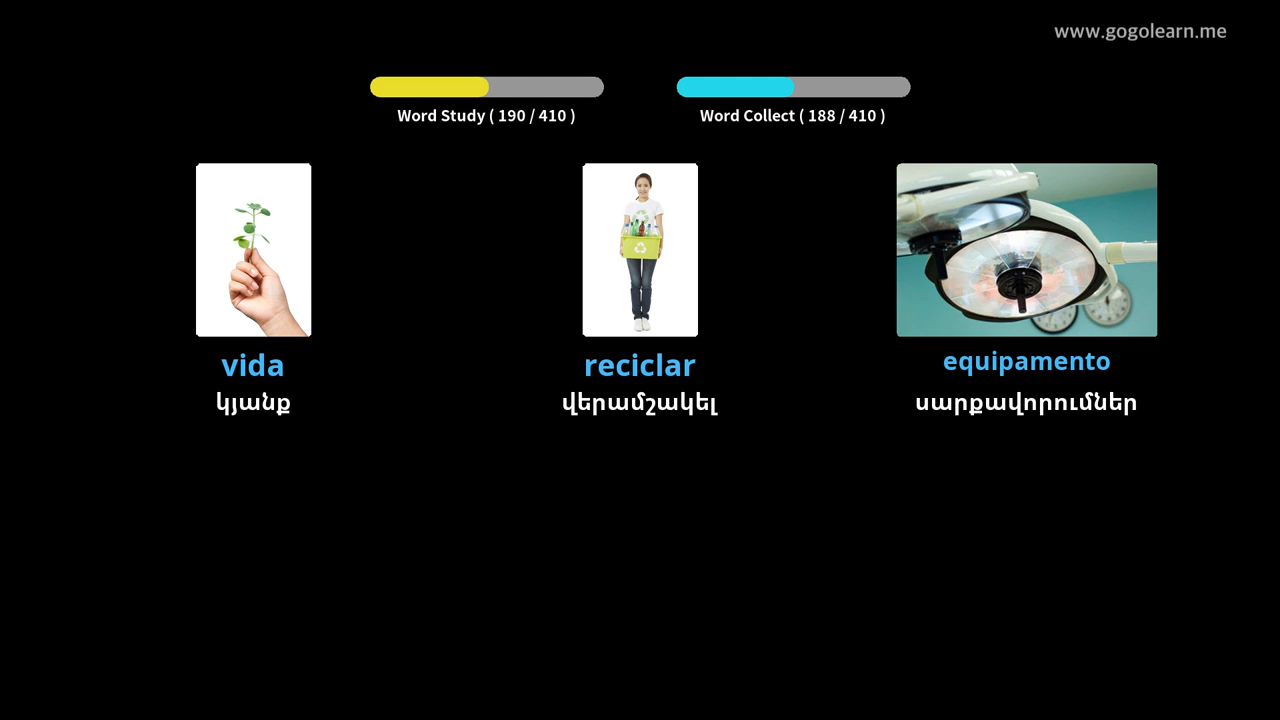 www.gogolearn.me
Word Study ( 190 / 410 )
Word Collect ( 188 / 410 )
vida
reciclar
equipamento
կյանք
վերամշակել
սարքավորումներ